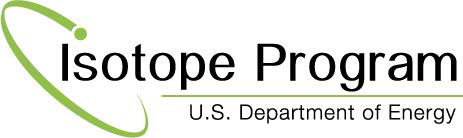 Isotope Program
U.S. Department of Energy